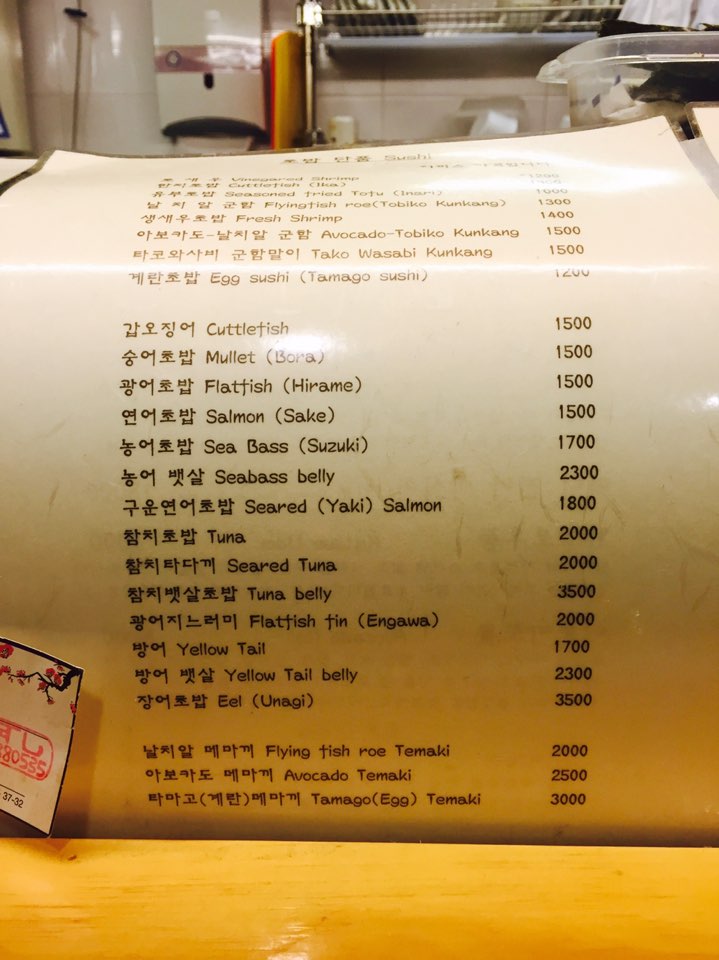 초밥 단품 Sushi
초 새 우 Vinegared Shrimp 1200
한치초밥 Cuttlefish (Ika)
유부초밥 Seasoned fried Tofu (Inari) 1000
날 치 알 군함 Flyingfish roe(Tobiko Kunkang) 1300
생새우초밥 Fresh Shrimp 1400
아보카도-날치알 군함 Avocado-Tobiko Kunkang 1500
타코와사비 군함말이 Tako Wasabi Kunkang 1500
계란초밥 Egg sushi (Tamago sushi) 1200
갑오징어 Cuttlefish 1500
숭어초밥 Mullet (Bora) 1500
광어초밥 Flatfish (Hirame) 1500
연어초밥 Salmon (Sake) 1500
농어초밥 Sea Bass (Suzuki) 1700
농어 뱃살 Seabass belly 2300
구운연어초밥 Seared (Yaki) Salmon 1800
참치초밥 Tuna 2000
참치타다끼 Seared Tuna 2000
참치뱃살초밥 Tuna belly 3500
광어지느러미 Flatfish fin (Engawa) 2000
방어 Yellow Tail 1700
방어 뱃살 Yellow Tail belly 2300
장어초밥 Eel (Unagi) 3500
날치알 메마끼 Flying fish roe Temaki 2000
아보카도 메마끼 Avocado Temaki 2500
타마고(계란)메마끼 Tamago(Egg) Temaki 3000
37-32